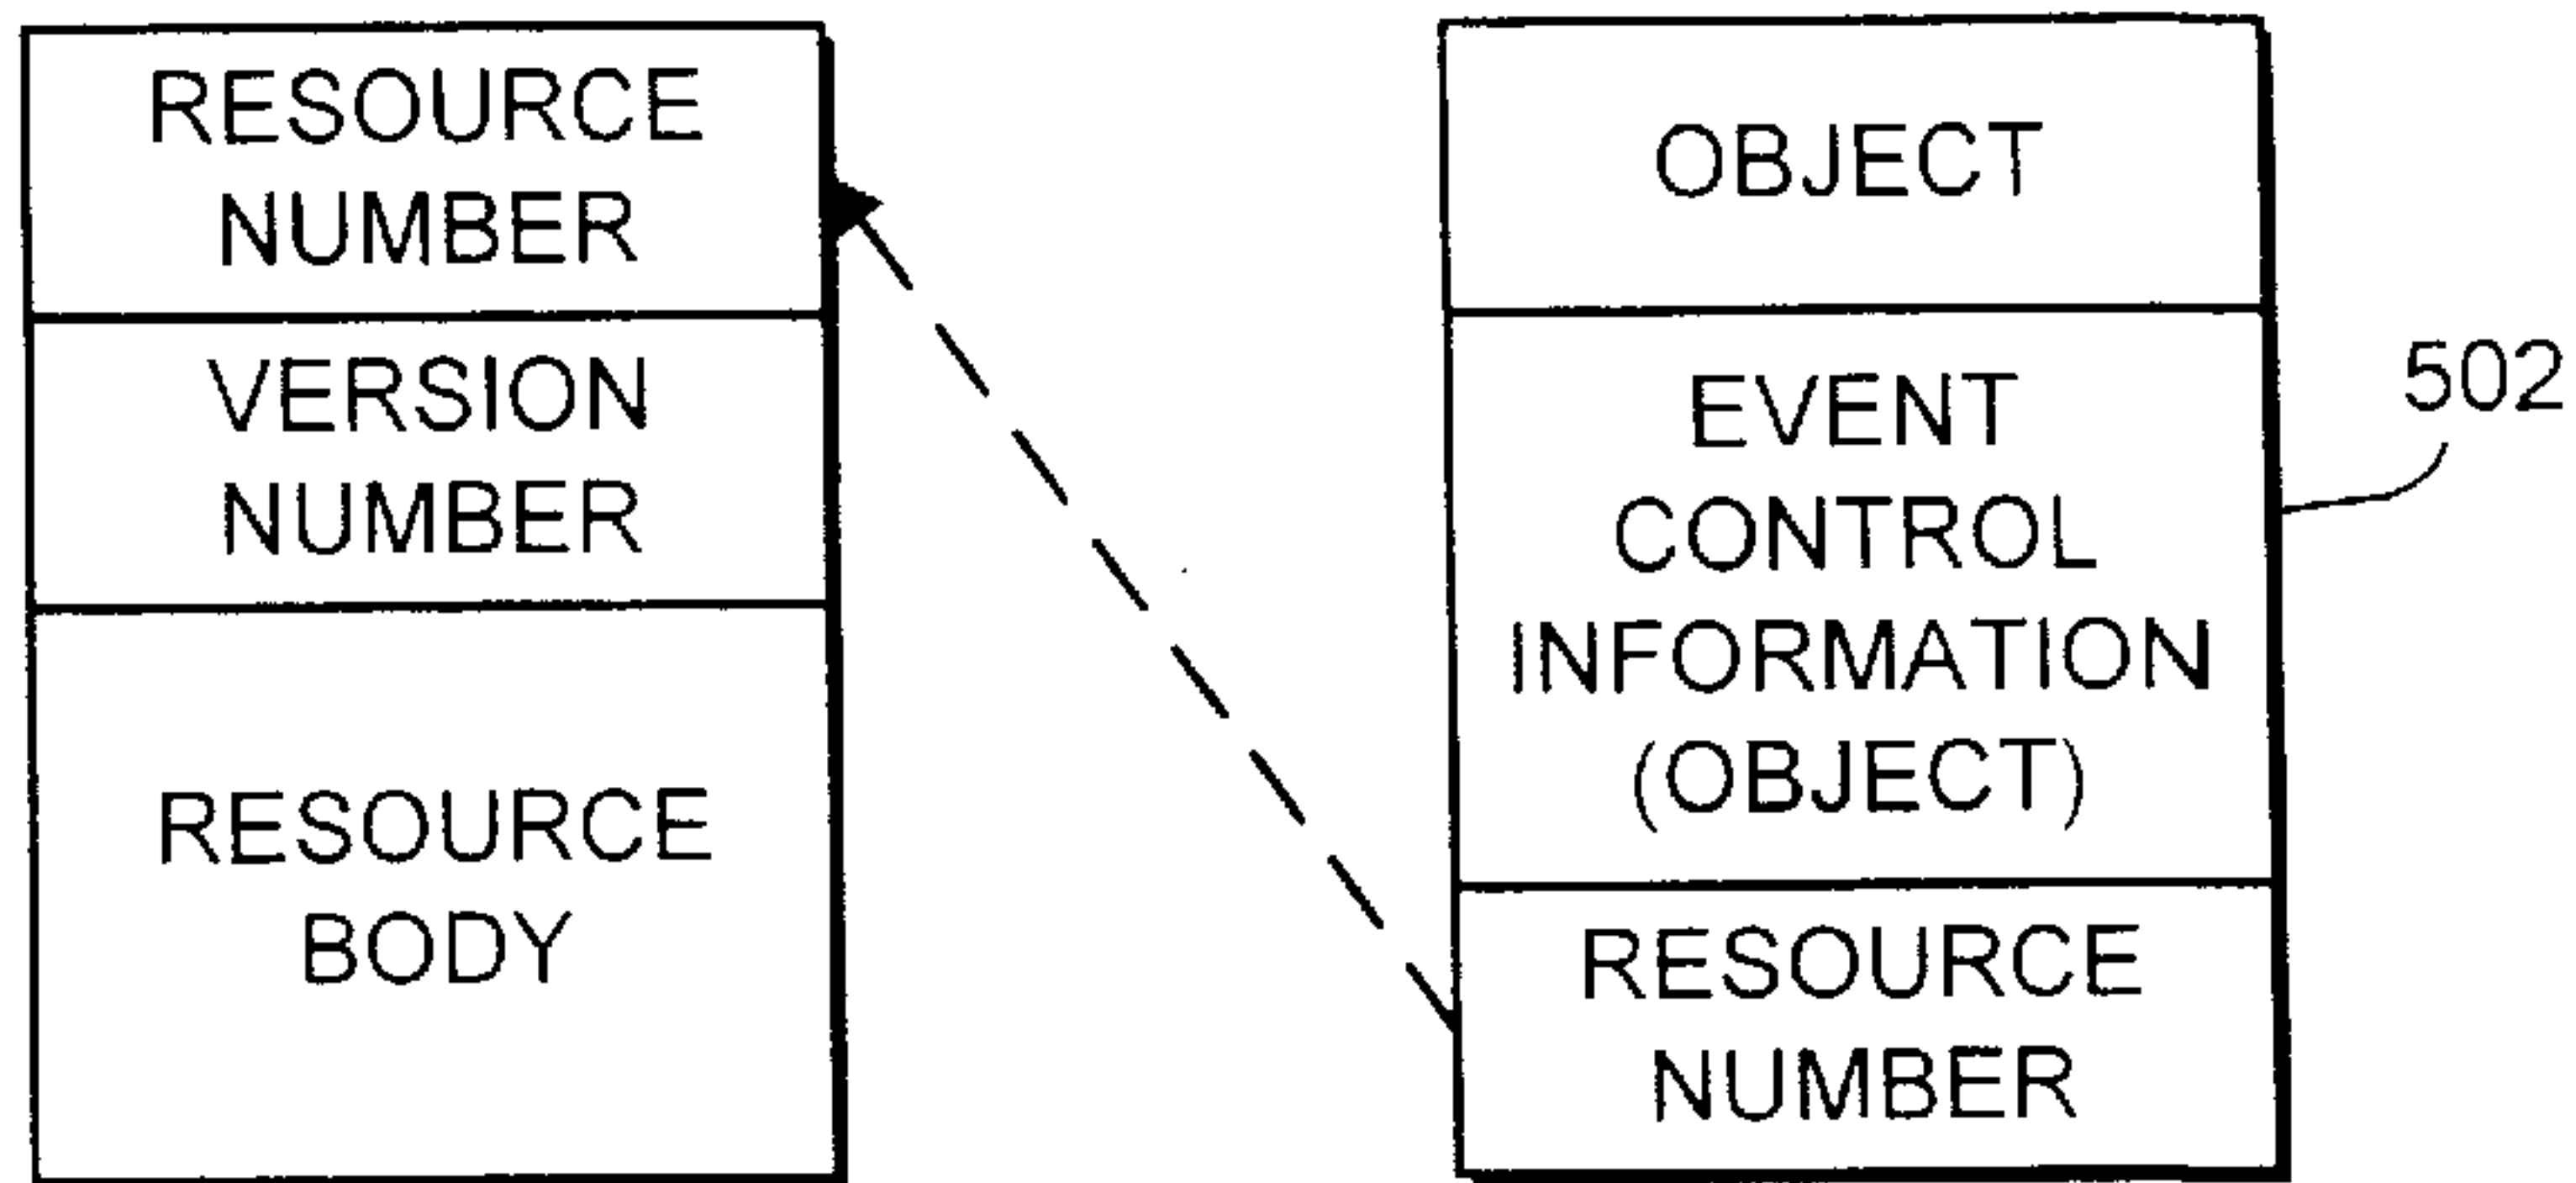 RESOURCE
NUMBER
VERSION
NUMBER
RESOURCE
BODY
OBJECT
EVENT
CONTROL
INFORMATION
(OBJECT)
RESOURCE
NUMBER
502